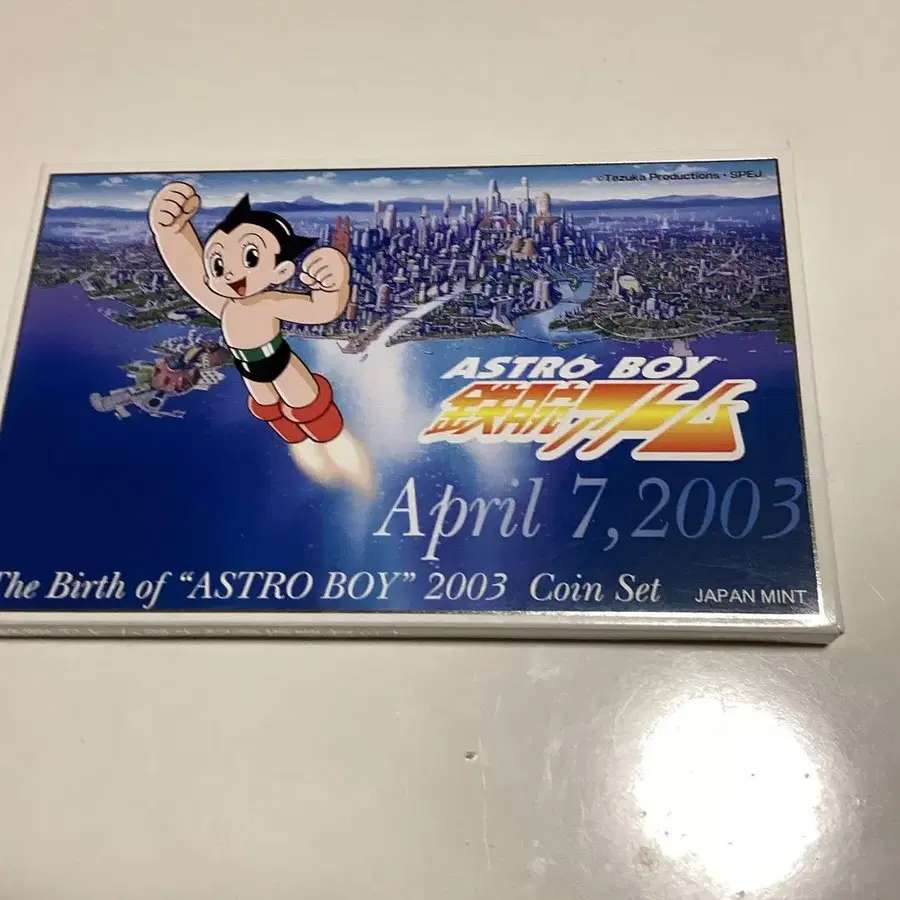 ©Tezuka Productions・SPEJ
ASTRO BOY
鉄腕アトム
April 7, 2003
The Birth of “ASTRO BOY” 2003 Coin Set
JAPAN MINT